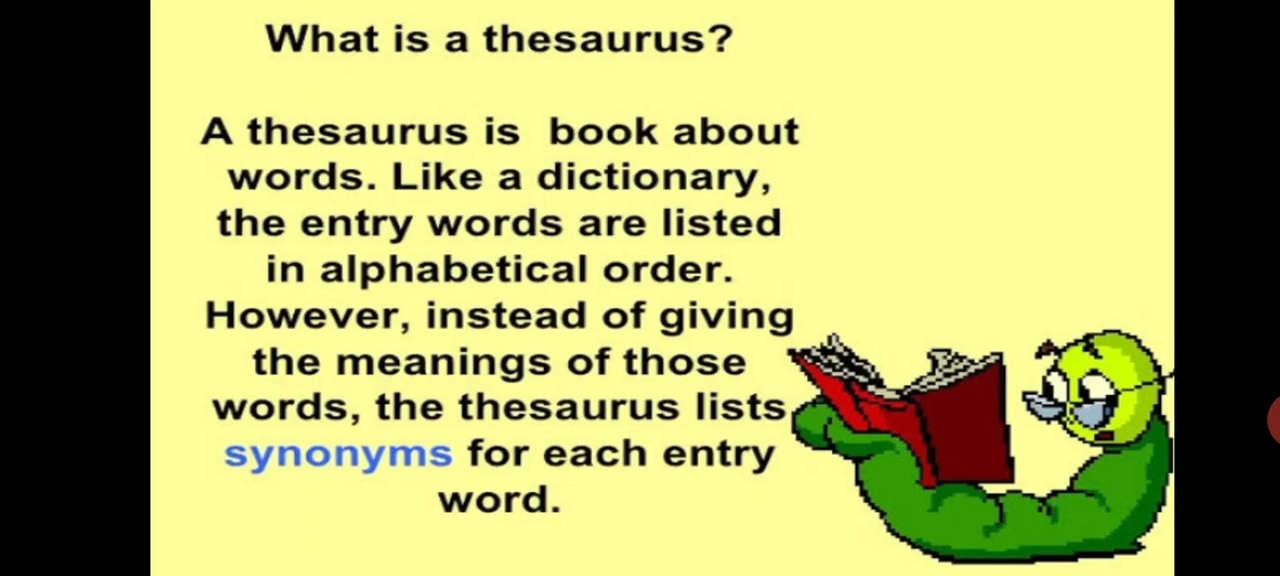 What is a thesaurus?
A thesaurus is  book about
words. Like a dictionary,
the entry words are listed
in alphabetical order.
However, instead of giving
the meanings of those
words, the thesaurus lists
synonyms for each entry
word.